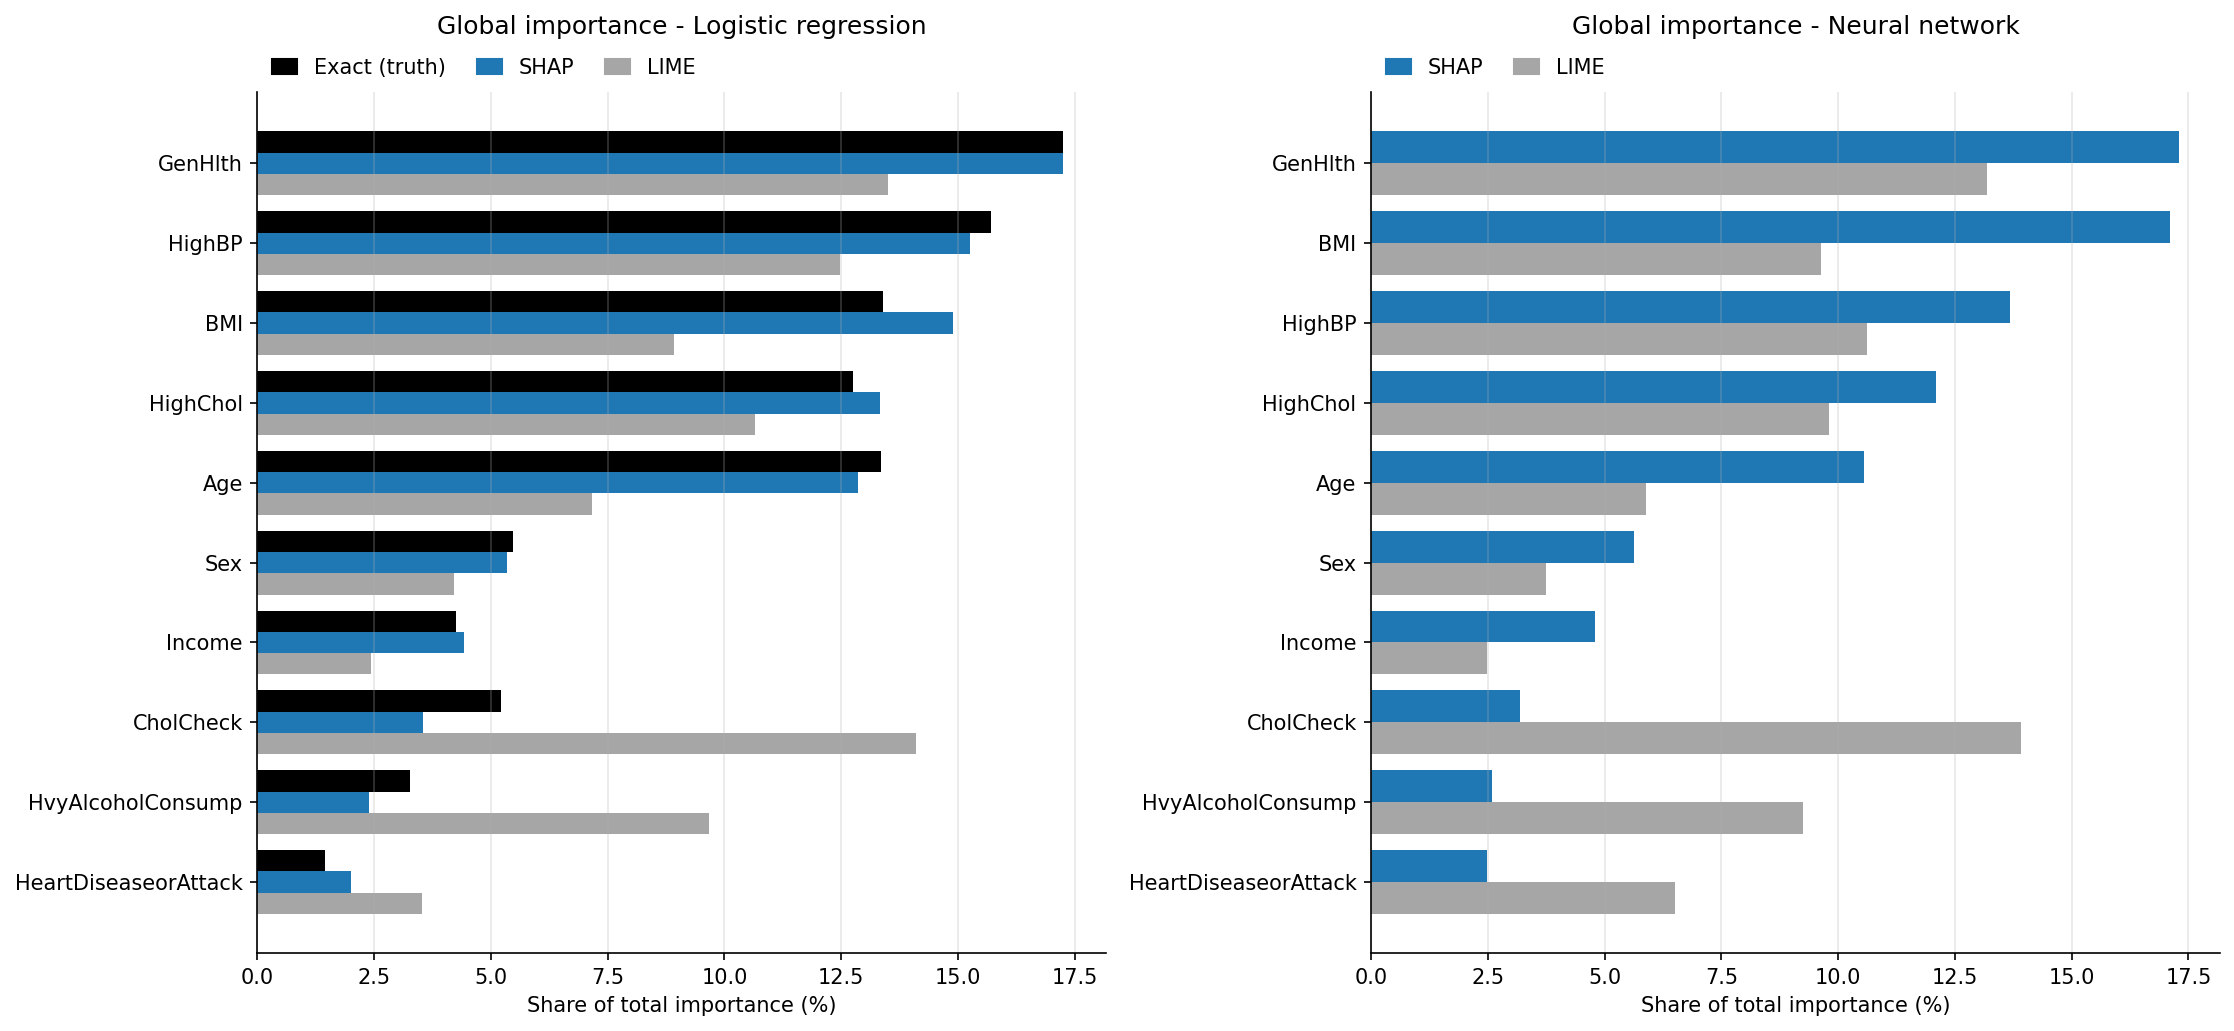 Global importance - Logistic regression
Exact (truth) SHAP LIME
GenHlth
HighBP
BMI
HighChol
Age
Sex
Income
CholCheck
HvyAlcoholConsump
HeartDiseaseorAttack
0.0 2.5 5.0 7.5 10.0 12.5 15.0 17.5
Share of total importance (%)
Global importance - Neural network
SHAP LIME
GenHlth
BMI
HighBP
HighChol
Age
Sex
Income
CholCheck
HvyAlcoholConsump
HeartDiseaseorAttack
0.0 2.5 5.0 7.5 10.0 12.5 15.0 17.5
Share of total importance (%)